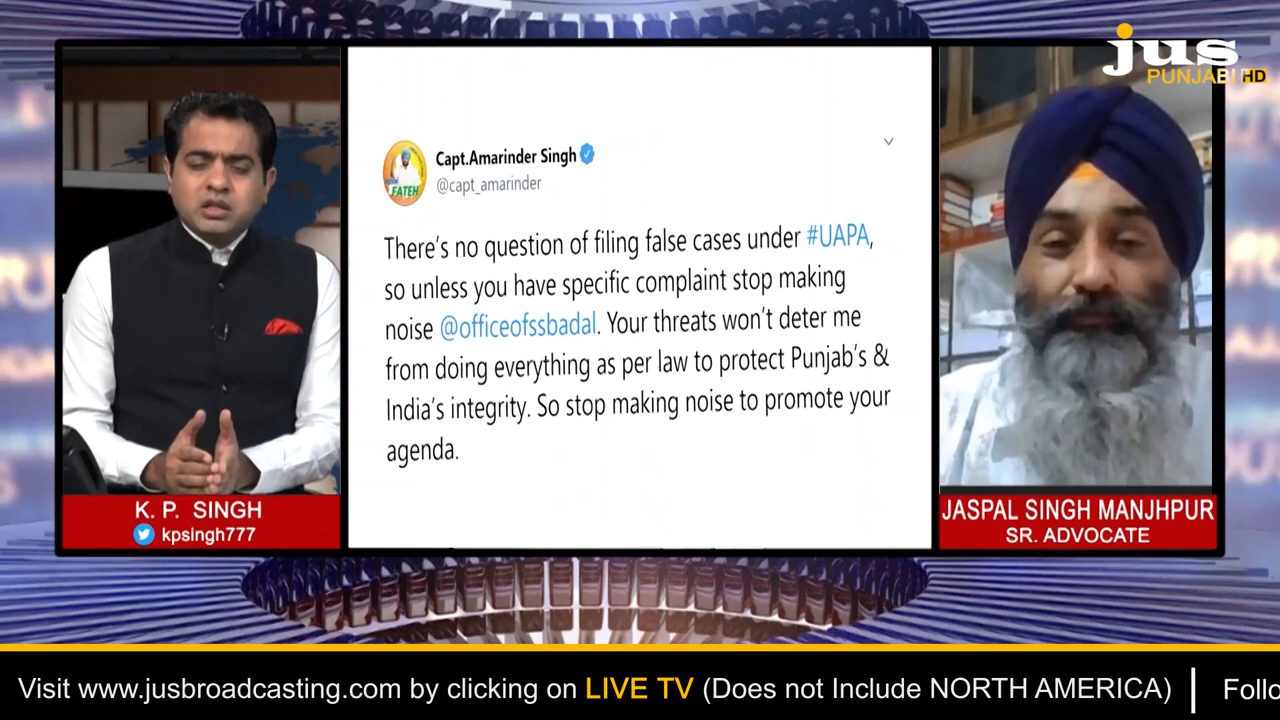 jus
PUNJABI HD
Capt.Amarinder Singh
@capt_amarinder
FATEH
There's no question of filing false cases under #UAPA,
so unless you have specific complaint stop making
noise @officeofssbadal. Your threats won't deter me
from doing everything as per law to protect Punjab's &
India's integrity. So stop making noise to promote your
agenda.
K. P. SINGH
kpsingh777
JASPAL SINGH MANJHPUR
SR. ADVOCATE
Visit www.jusbroadcasting.com by clicking on LIVE TV (Does not Include NORTH AMERICA) | Follo